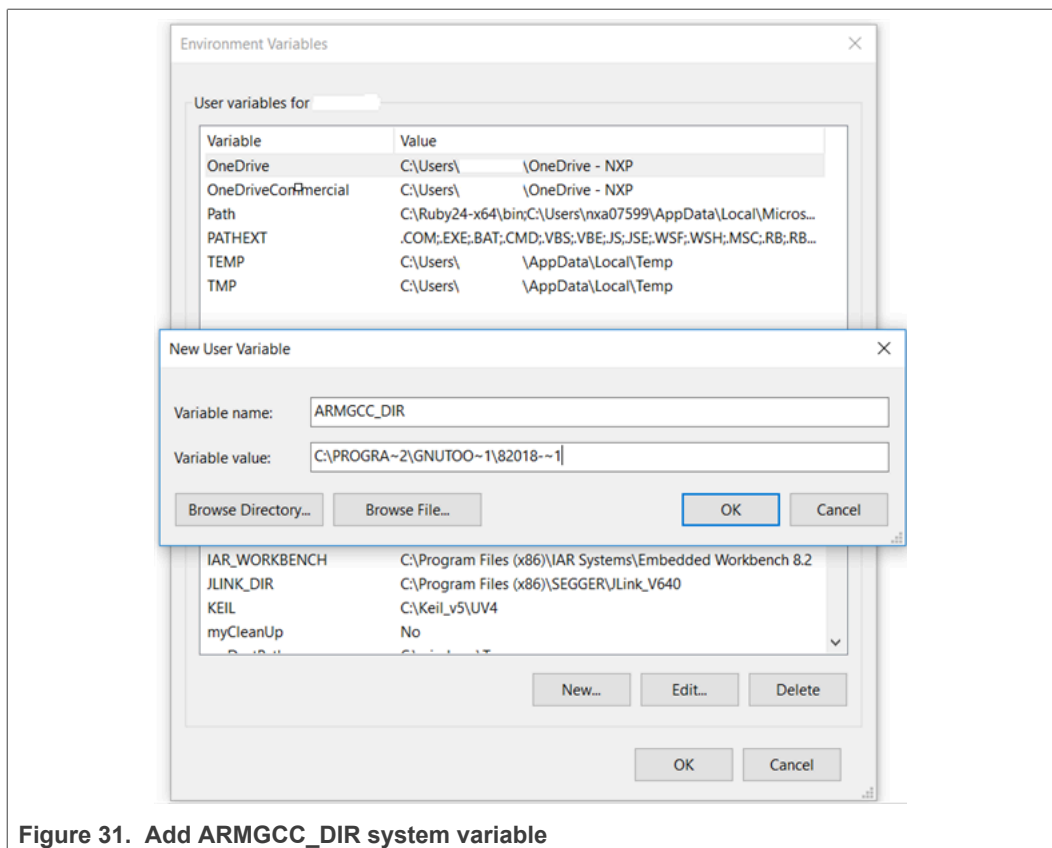 Environment Variables
User variables for
Variable Value
OneDrive C:\Users\ \OneDrive - NXP
OneDriveCommercial C:\Users\ \OneDrive - NXP
Path C:\Ruby24-x64\bin;C:\Users\nxa07599\AppData\Local\Micros...
PATHEXT .COM;.EXE;.BAT;.CMD;.VBS;.VBE;.JS;.JSE;.WSF;.WSH;.MSC;.RB;.RB...
TEMP C:\Users\ \AppData\Local\Temp
TMP C:\Users\ \AppData\Local\Temp
New User Variable
Variable name: ARMGCC_DIR
Variable value: C:\PROGRA~2\GNUTOO~1\82018-~1
Browse Directory... Browse File... OK Cancel
IAR_WORKBENCH C:\Program Files (x86)\IAR Systems\Embedded Workbench 8.2
JLINK_DIR C:\Program Files (x86)\SEGGER\JLink_V640
KEIL C:\Keil_v5\UV4
myCleanUp No
New... Edit... Delete
OK Cancel
Figure 31. Add ARMGCC_DIR system variable